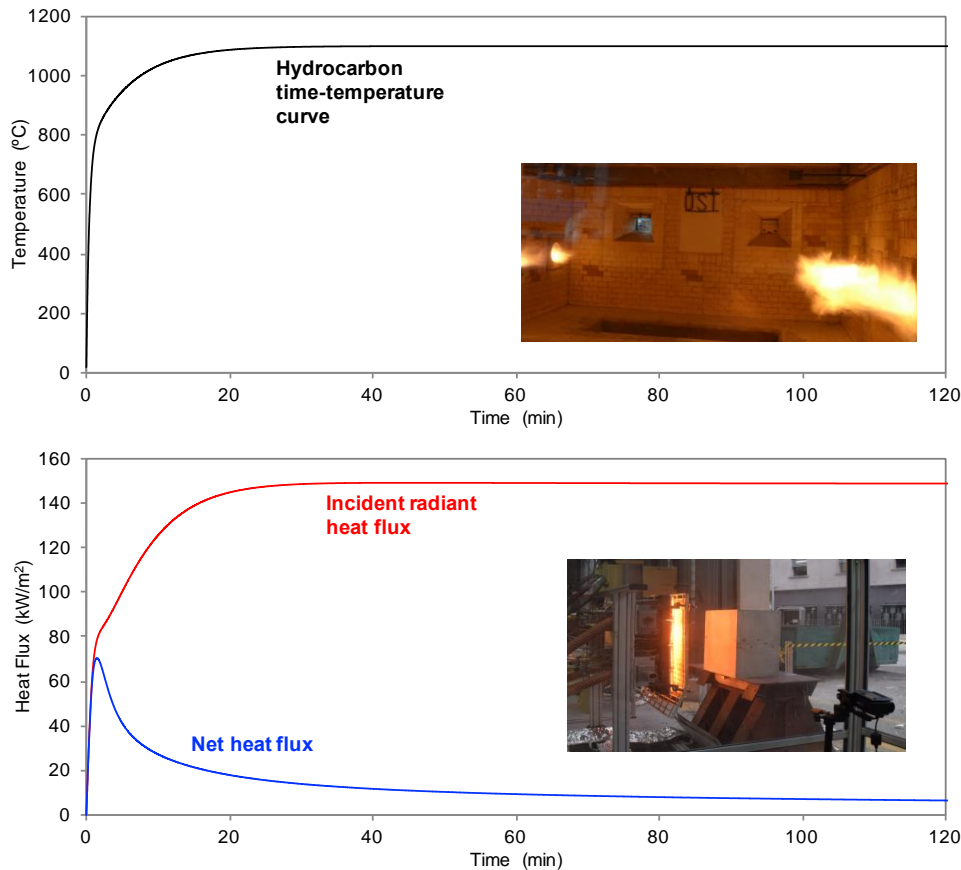 1200
1000
800
600
400
200
0
Temperature (ºC)
Hydrocarbon
time-temperature
curve
0 20 40 60 80 100 120
Time (min)
160
140
120
100
80
60
40
20
0
Heat Flux (kW/m²)
Incident radiant
heat flux
Net heat flux
0 20 40 60 80 100 120
Time (min)